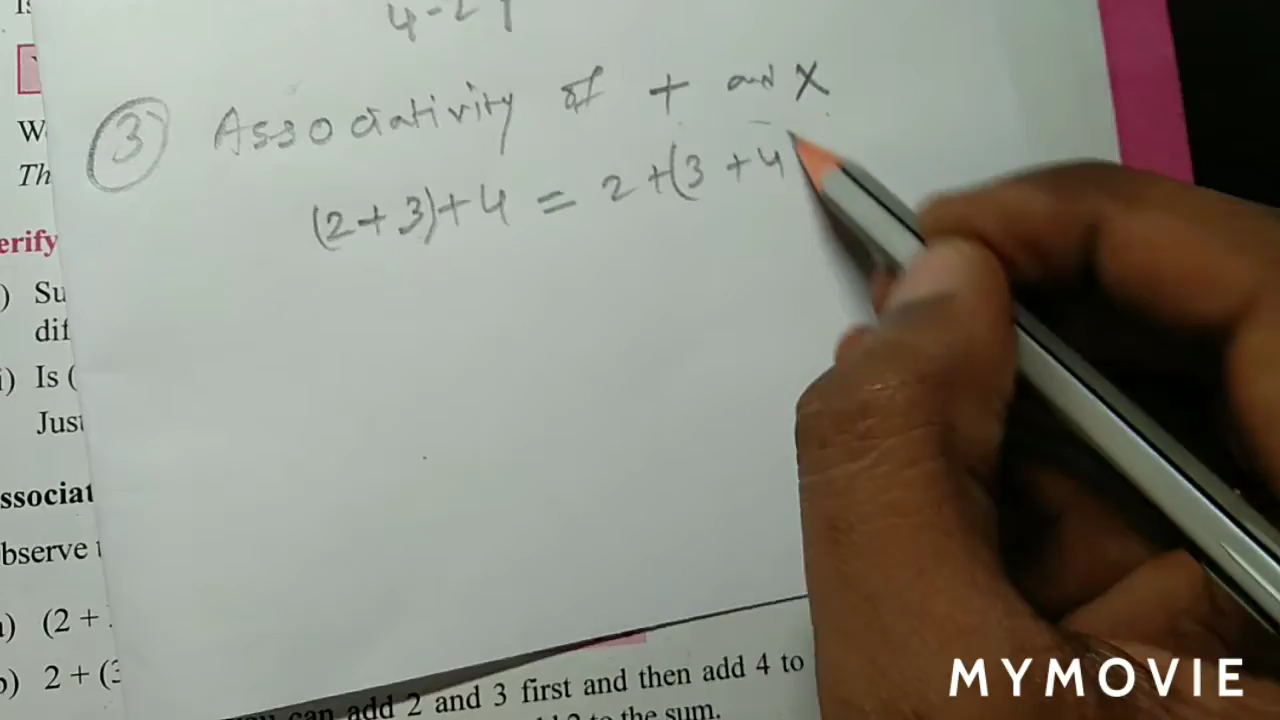 4-2
③ Associativity of + and X
(2+3)+4 = 2+(3+4
W
Th
erify
) Su
dif
i) Is (
Just
ssociat
bserve t
) (2 +
) 2 + (3
can add 2 and 3 first and then add 4 to
to the sum.
MYMOVIE